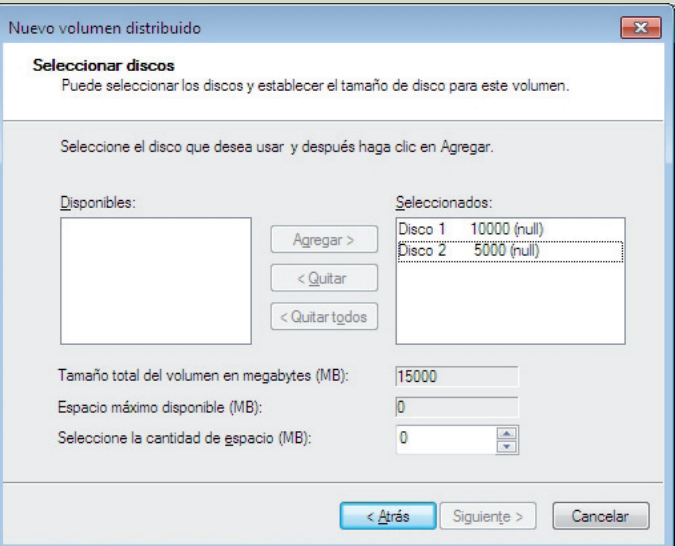 Nuevo volumen distribuido
Seleccionar discos
Puede seleccionar los discos y establecer el tamaño de disco para este volumen.
Seleccione el disco que desea usar y después haga clic en Agregar.
Disponibles:
Seleccionados:
Agregar >
< Quitar
< Quitar todos
Disco 1 10000 (null)
Disco 2 5000 (null)
Tamaño total del volumen en megabytes (MB): 15000
Espacio máximo disponible (MB): 0
Seleccione la cantidad de espacio (MB): 0
< Atrás Siguiente > Cancelar